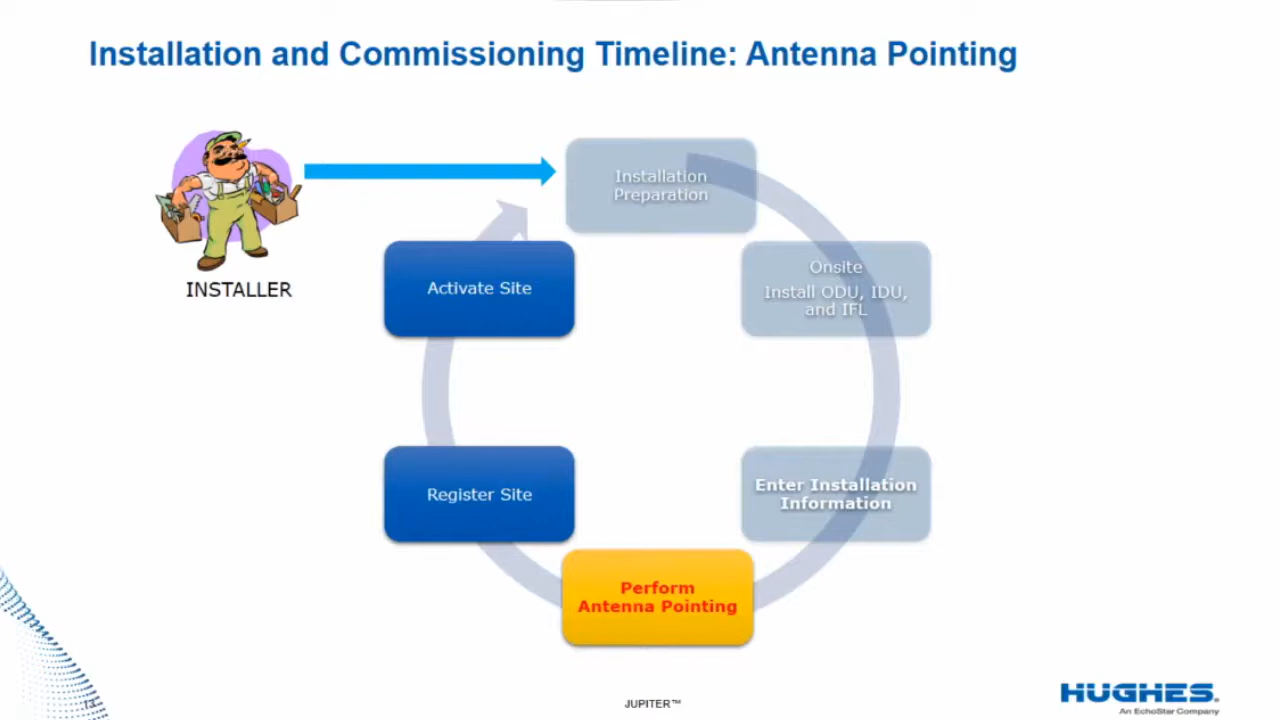 Installation and Commissioning Timeline: Antenna Pointing
INSTALLER
Installation
Preparation
Onsite
Install ODU, IDU,
and IFL
Enter Installation
Information
Perform
Antenna Pointing
Register Site
Activate Site
13
JUPITER™
HUGHES.
An EchoStar Company